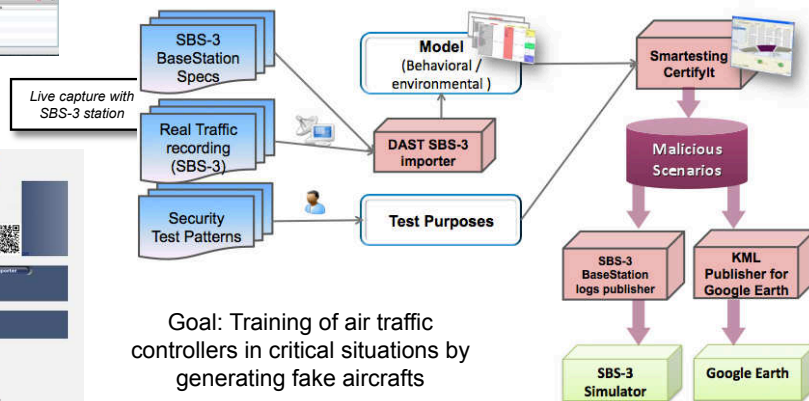 SBS-3
BaseStation
Specs
Live capture with
SBS-3 station
Real Traffic
recording
(SBS-3)
Security
Test Patterns
Model
(Behavioral /
environmental )
DAST SBS-3
importer
Test Purposes
Smartesting
CertifyIt
Malicious
Scenarios
SBS-3
BaseStation
logs publisher
KML
Publisher for
Google Earth
SBS-3
Simulator
Google Earth
Goal: Training of air traffic
controllers in critical situations by
generating fake aircrafts